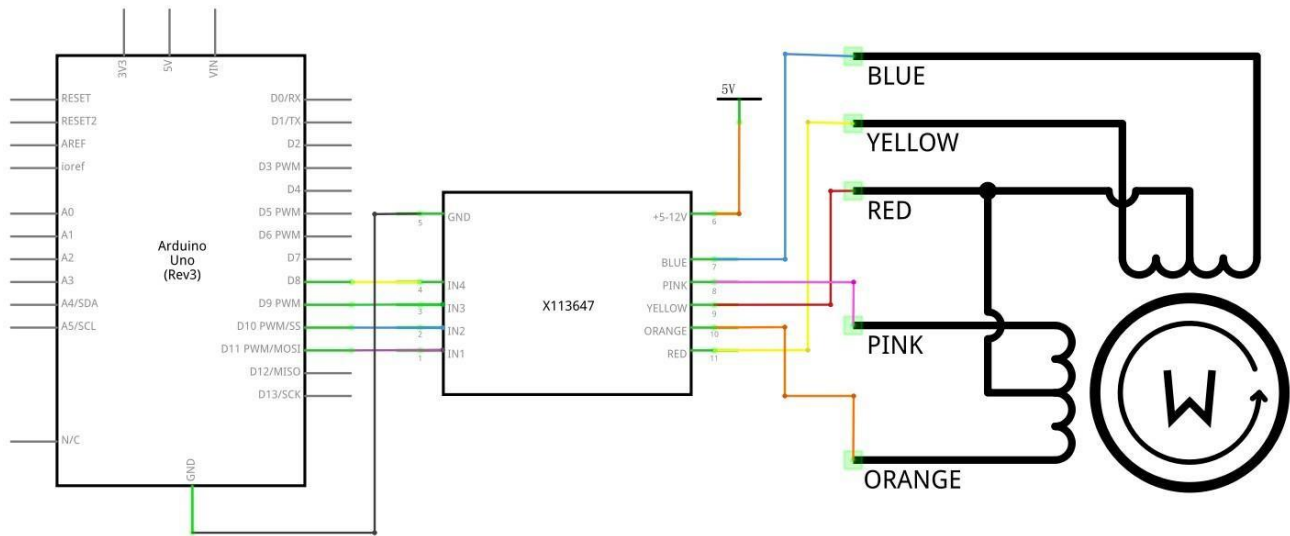 3V3
5V
VIN
RESET
RESET2
AREF
ioref
A0
A1
A2
A3
A4/SDA
A5/SCL
N/C
Arduino
Uno
(Rev3)
D0/RX
D1/TX
D2
D3 PWM
D4
D5 PWM
D6 PWM
D7
D8
D9 PWM
D10 PWM/SS
D11 PWM/MOSI
D12/MISO
D13/SCK
GND
5
4
3
2
1
GND
IN4
IN3
IN2
IN1
X113647
+5-12V
BLUE
PINK
YELLOW
ORANGE
RED
6
7
8
9
10
11
5V
BLUE
YELLOW
RED
PINK
ORANGE
M